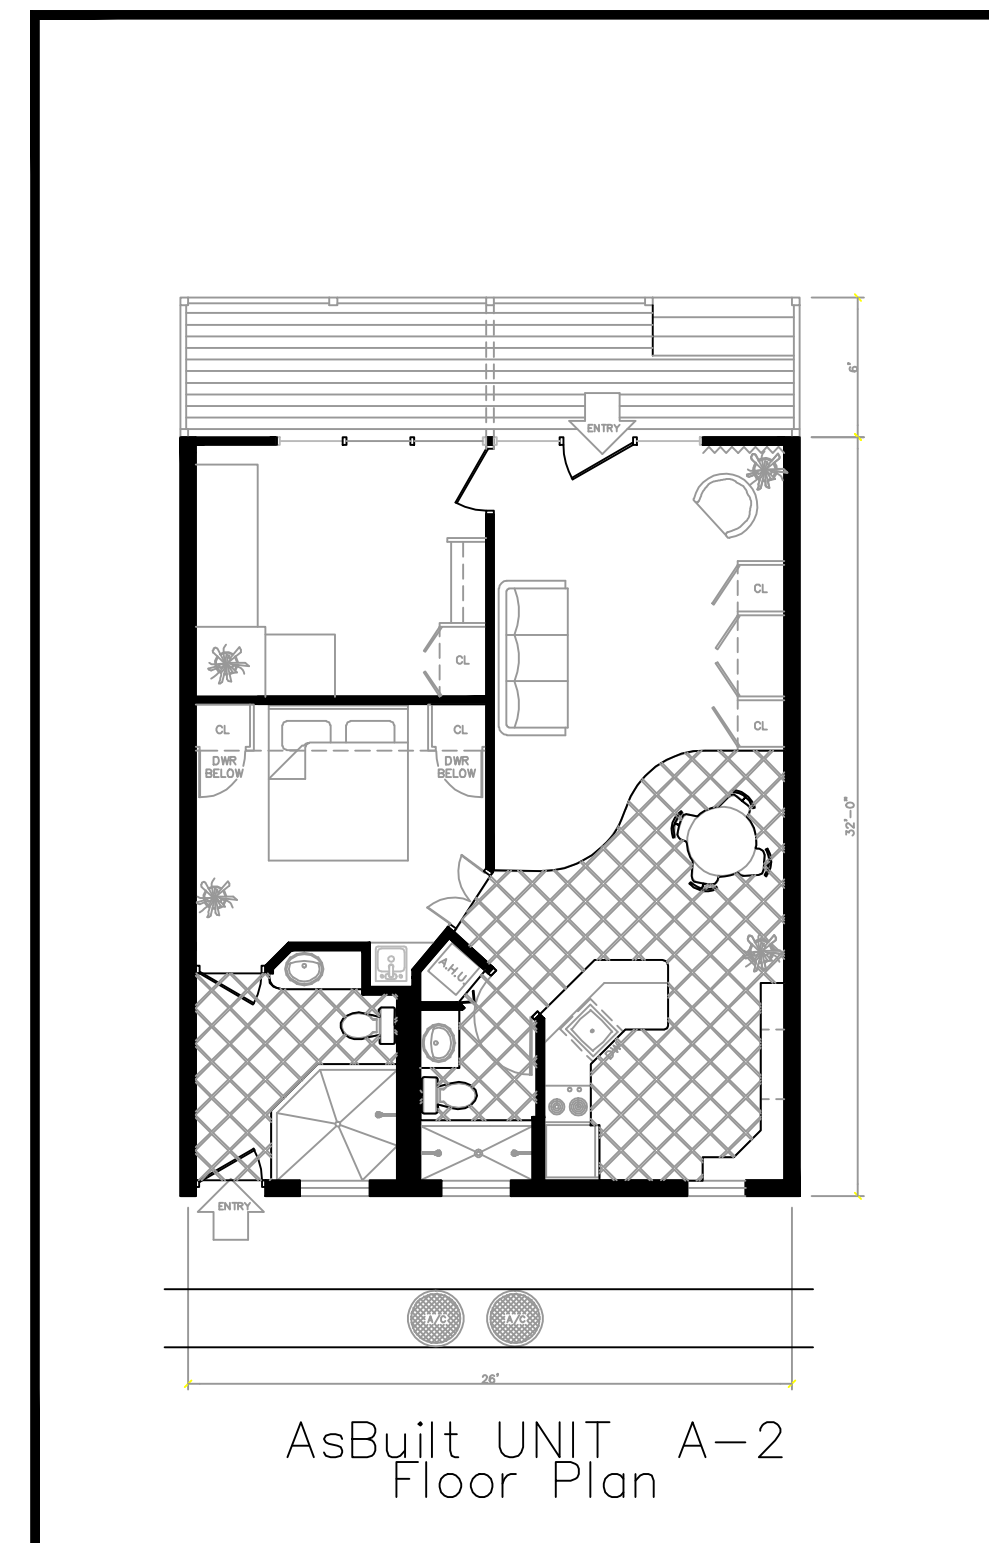 6'
ENTRY
CL
CL
CL
CL
CL
DWR
BELOW
DWR
BELOW
32'-0"
A.H.U
DW
ENTRY
A/C
A/C
26'
AsBuilt UNIT A-2
Floor Plan